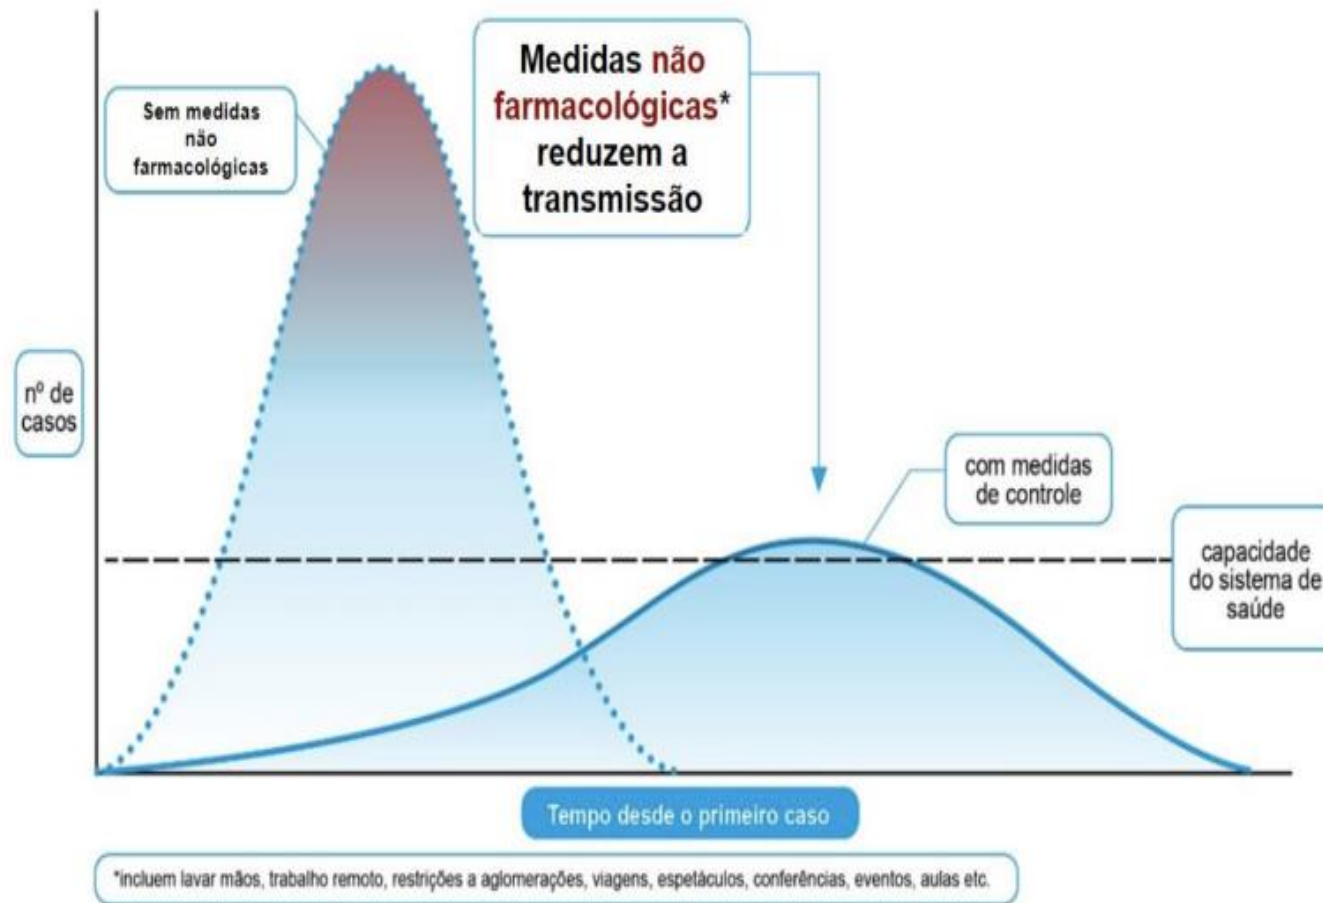 Sem medidas
não
farmacológicas
Medidas não
farmacológicas*
reduzem a
transmissão
nº de
casos
com medidas
de controle
capacidade
do sistema de
saúde
Tempo desde o primeiro caso
*incluem lavar mãos, trabalho remoto, restrições a aglomerações, viagens, espetáculos, conferências, eventos, aulas etc.